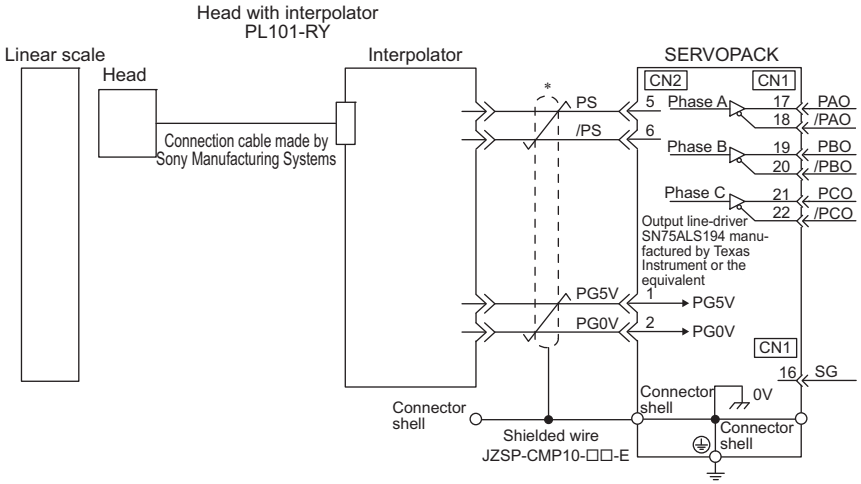 Head with interpolator
PL101-RY
Linear scale
Head
Interpolator
SERVOPACK
Connection cable made by
Sony Manufacturing Systems
*
CN2
CN1
PS
5
Phase A
17
PAO
18
/PAO
/PS
6
Phase B
19
PBO
20
/PBO
Phase C
21
PCO
22
/PCO
Output line-driver
SN75ALS194 manu-
factured by Texas
Instrument or the
equivalent
PG5V
1
PG5V
PG0V
2
PG0V
CN1
16
SG
Connector
shell
0V
Connector
shell
Connector
shell
Shielded wire
JZSP-CMP10-□□-E